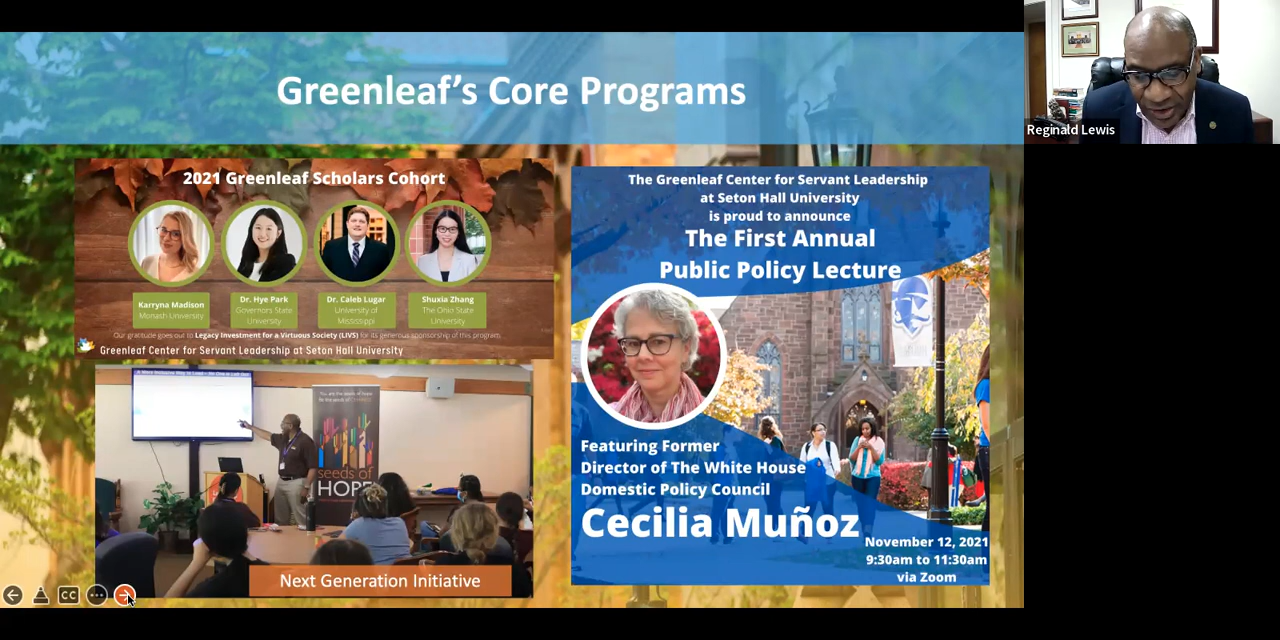 Greenleaf's Core Programs
Reginald Lewis
2021 Greenleaf Scholars Cohort
Karryna Madison
Monash University
Dr. Hye Park
Governors State
University
Dr. Caleb Lugar
University of
Mississippi
Shuxia Zhang
The Ohio State
University
Our gratitude goes out to Legacy Investment for a Virtuous Society (LIVS) for its generous sponsorship of this program.
Greenleaf Center for Servant Leadership at Seton Hall University
seeds of
HOPE
Next Generation Initiative
The Greenleaf Center for Servant Leadership
at Seton Hall University
is proud to announce
The First Annual
Public Policy Lecture
Featuring Former
Director of The White House
Domestic Policy Council
Cecilia Muñoz
November 12, 2021
9:30am to 11:30am
via Zoom
CC